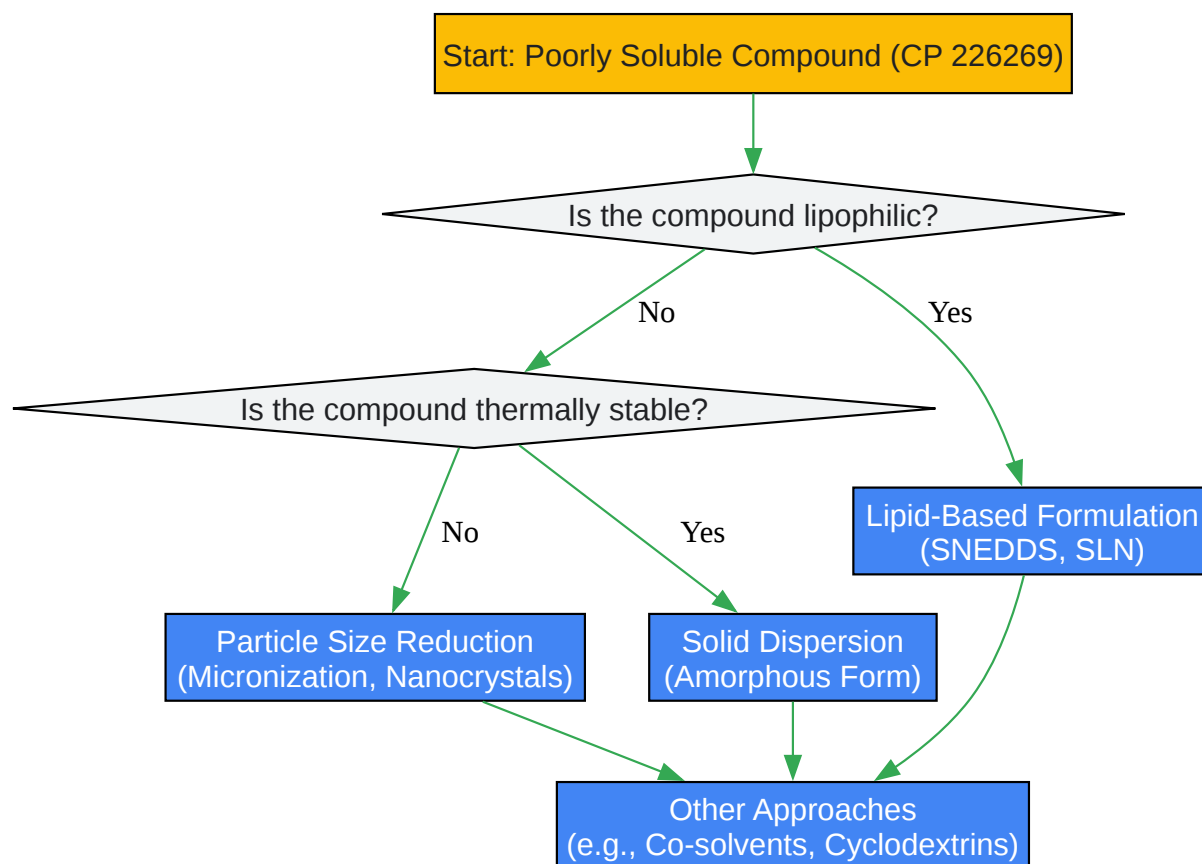 Start: Poorly Soluble Compound (CP 226269)
Is the compound lipophilic?
No
Yes
Is the compound thermally stable?
No
Yes
Lipid-Based Formulation
(SNEDDS, SLN)
Particle Size Reduction
(Micronization, Nanocrystals)
Solid Dispersion
(Amorphous Form)
Other Approaches
(e.g., Co-solvents, Cyclodextrins)